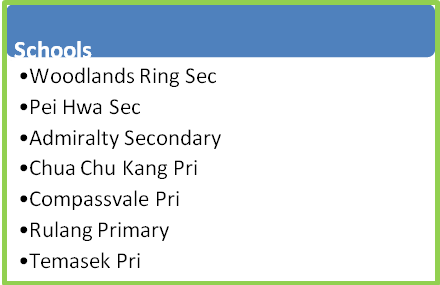 Schools
•Woodlands Ring Sec
•Pei Hwa Sec
•Admiralty Secondary
•Chua Chu Kang Pri
•Compassvale Pri
•Rulang Primary
•Temasek Pri